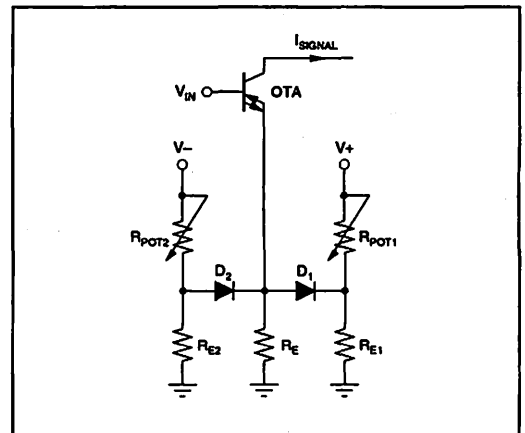 I_SIGNAL
V_IN
OTA
V–
V+
R_POT2
R_POT1
D_2
D_1
R_E2
R_E
R_E1